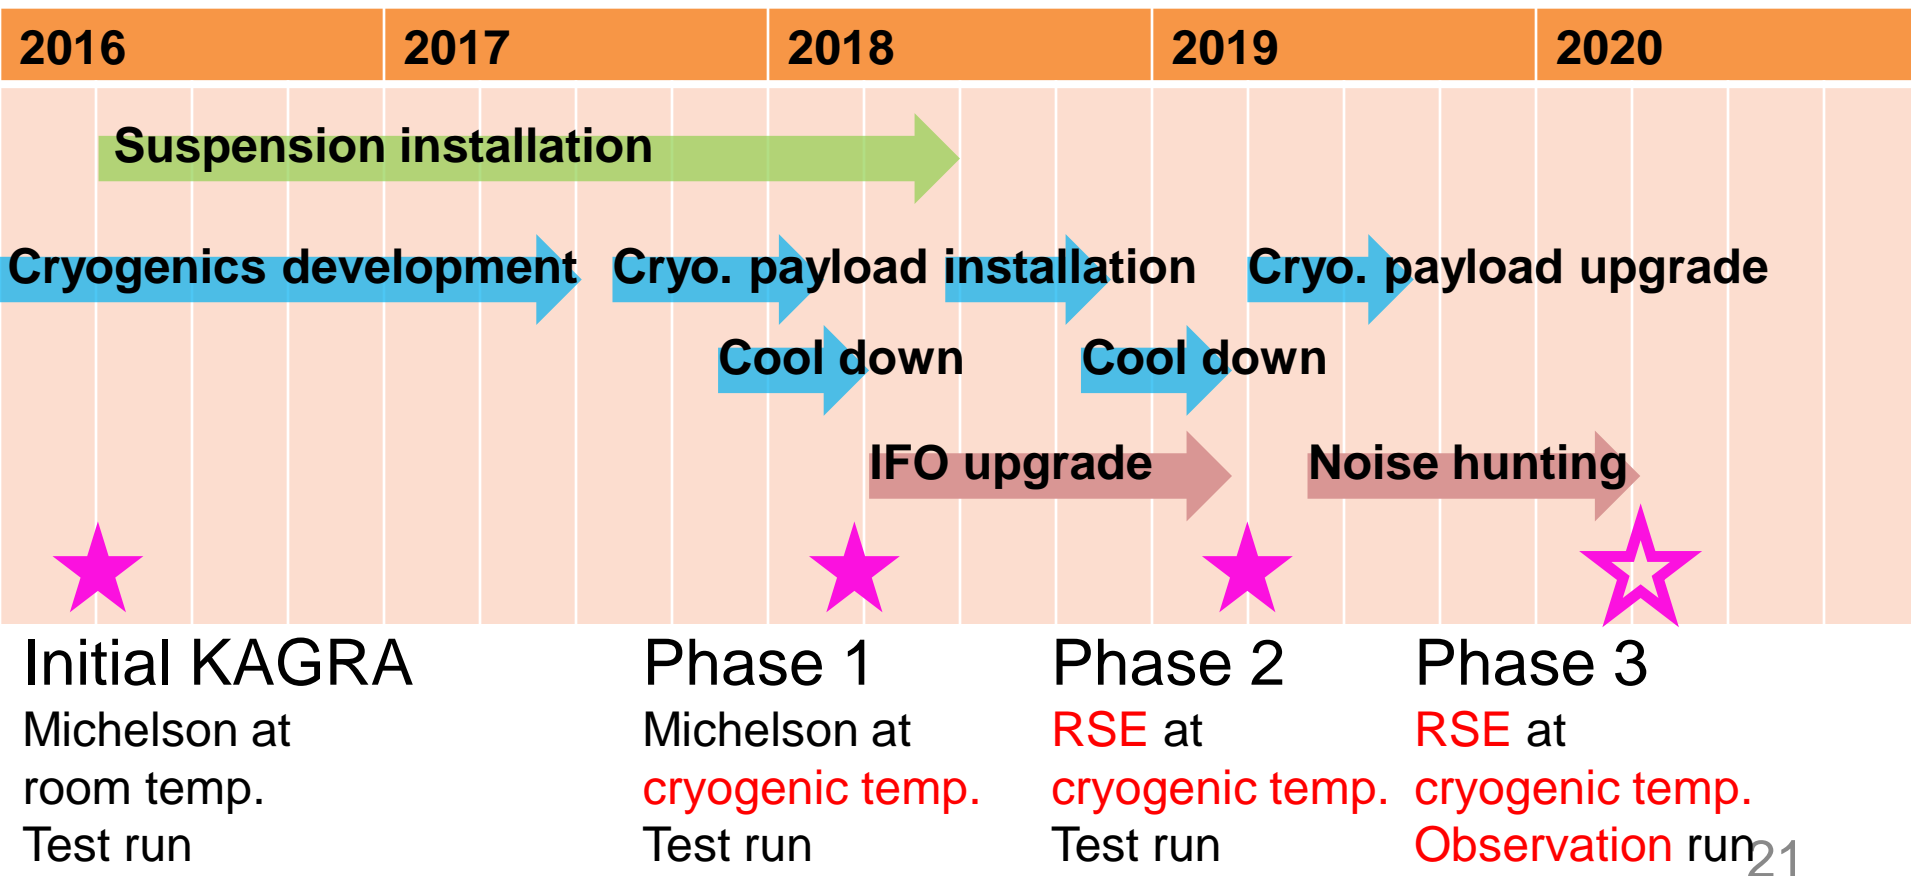 2016 2017 2018 2019 2020
Suspension installation
Cryogenics development Cryo. payload installation Cryo. payload upgrade
Cool down Cool down
IFO upgrade Noise hunting
Initial KAGRA
Michelson at
room temp.
Test run
Phase 1
Michelson at
cryogenic temp.
Test run
Phase 2
RSE at
cryogenic temp.
Test run
Phase 3
RSE at
cryogenic temp.
Observation run
21